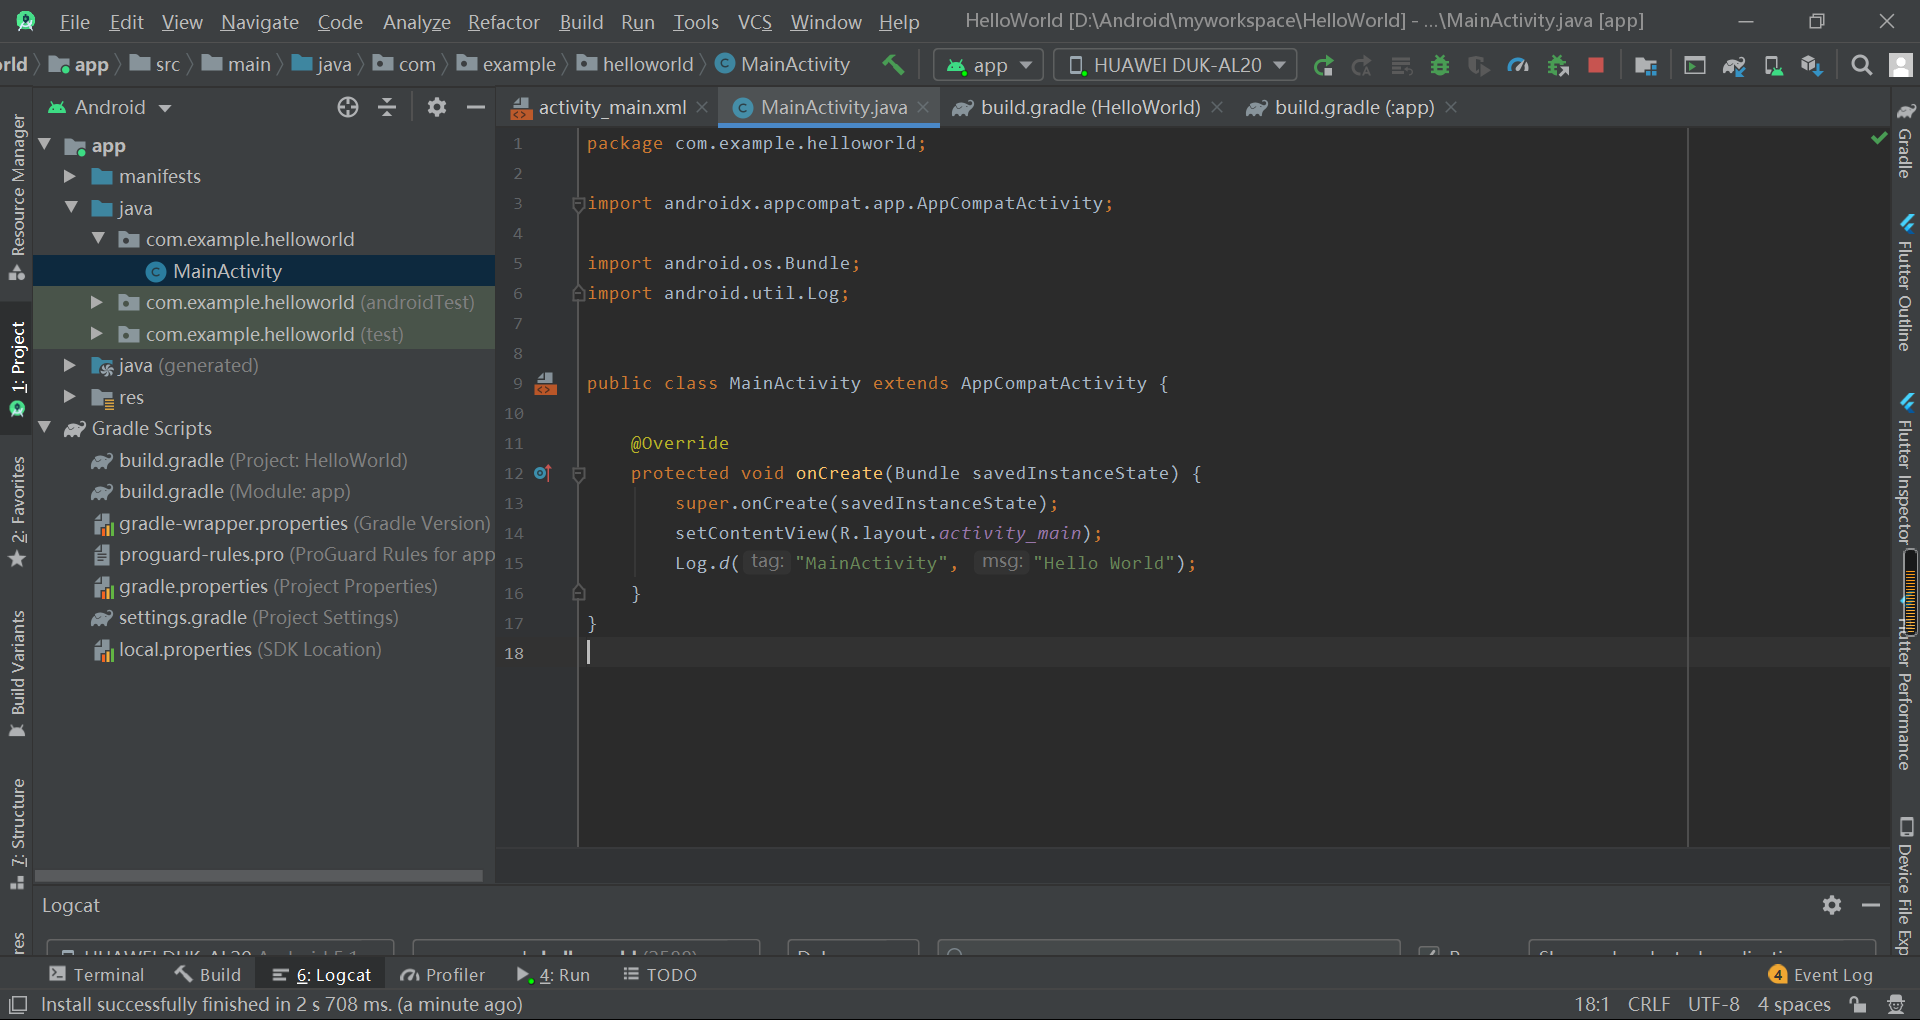 File Edit View Navigate Code Analyze Refactor Build Run Tools VCS Window Help HelloWorld [D:\Android\myworkspace\HelloWorld] - ...\MainActivity.java [app]
rld app src main java com example helloworld MainActivity app HUAWEI DUK-AL20
Android
activity_main.xml MainActivity.java build.gradle (HelloWorld) build.gradle (:app)
Resource Manager
1: Project
2: Favorites
Build Variants
7: Structure
res
app
manifests
java
com.example.helloworld
MainActivity
com.example.helloworld (androidTest)
com.example.helloworld (test)
java (generated)
res
Gradle Scripts
build.gradle (Project: HelloWorld)
build.gradle (Module: app)
gradle-wrapper.properties (Gradle Version)
proguard-rules.pro (ProGuard Rules for app
gradle.properties (Project Properties)
settings.gradle (Project Settings)
local.properties (SDK Location)
1 package com.example.helloworld;
2
3 import androidx.appcompat.app.AppCompatActivity;
4
5 import android.os.Bundle;
6 import android.util.Log;
7
8
9 public class MainActivity extends AppCompatActivity {
10
11 @Override
12 protected void onCreate(Bundle savedInstanceState) {
13 super.onCreate(savedInstanceState);
14 setContentView(R.layout.activity_main);
15 Log.d( tag: "MainActivity", msg: "Hello World");
16 }
17 }
18
Gradle
Flutter Outline
Flutter Inspector
Flutter Performance
Device File Exp
Logcat
HUAWEI DUK-AL20
Terminal Build 6: Logcat Profiler 4: Run TODO 4 Event Log
Install successfully finished in 2 s 708 ms. (a minute ago) 18:1 CRLF UTF-8 4 spaces